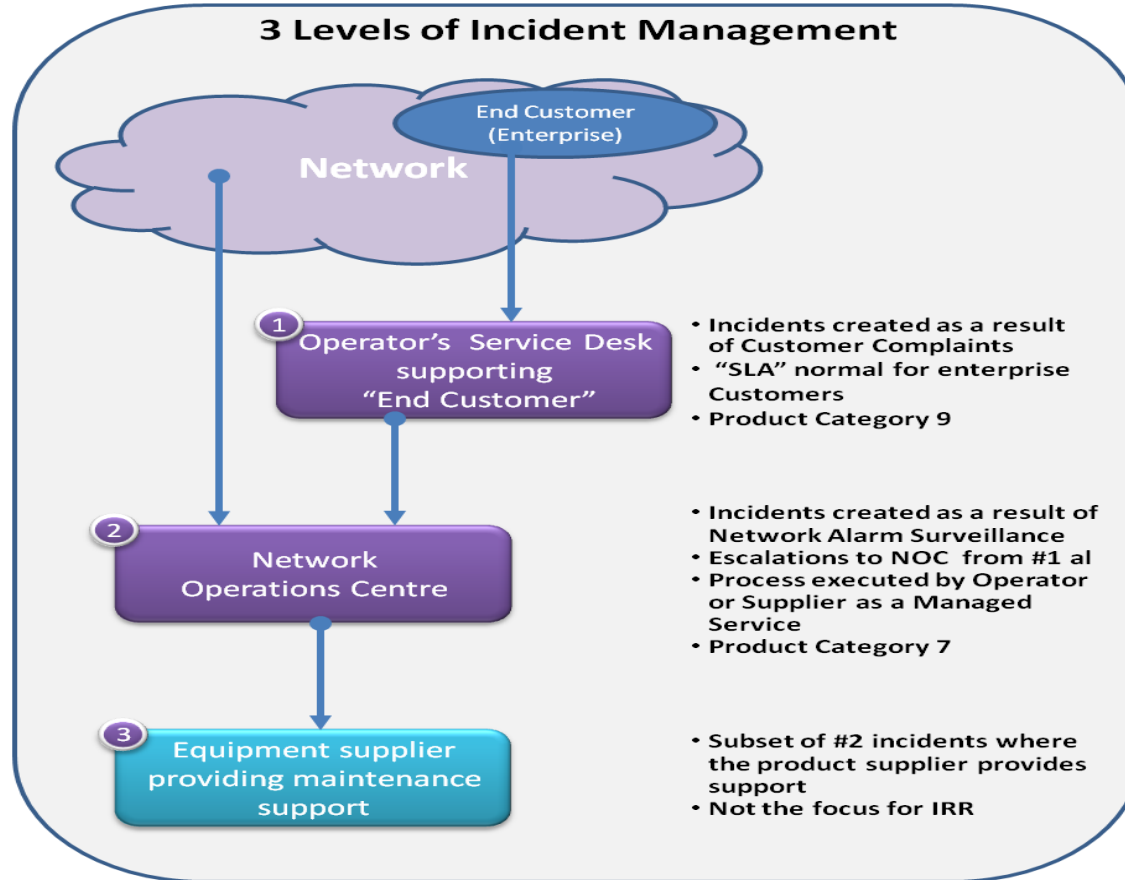 3 Levels of Incident Management
End Customer
(Enterprise)
Network
1
Operator’s Service Desk
supporting
“End Customer”
• Incidents created as a result
of Customer Complaints
• “SLA” normal for enterprise
Customers
• Product Category 9
2
Network
Operations Centre
• Incidents created as a result of
Network Alarm Surveillance
• Escalations to NOC from #1 al
• Process executed by Operator
or Supplier as a Managed
Service
• Product Category 7
3
Equipment supplier
providing maintenance
support
• Subset of #2 incidents where
the product supplier provides
support
• Not the focus for IRR